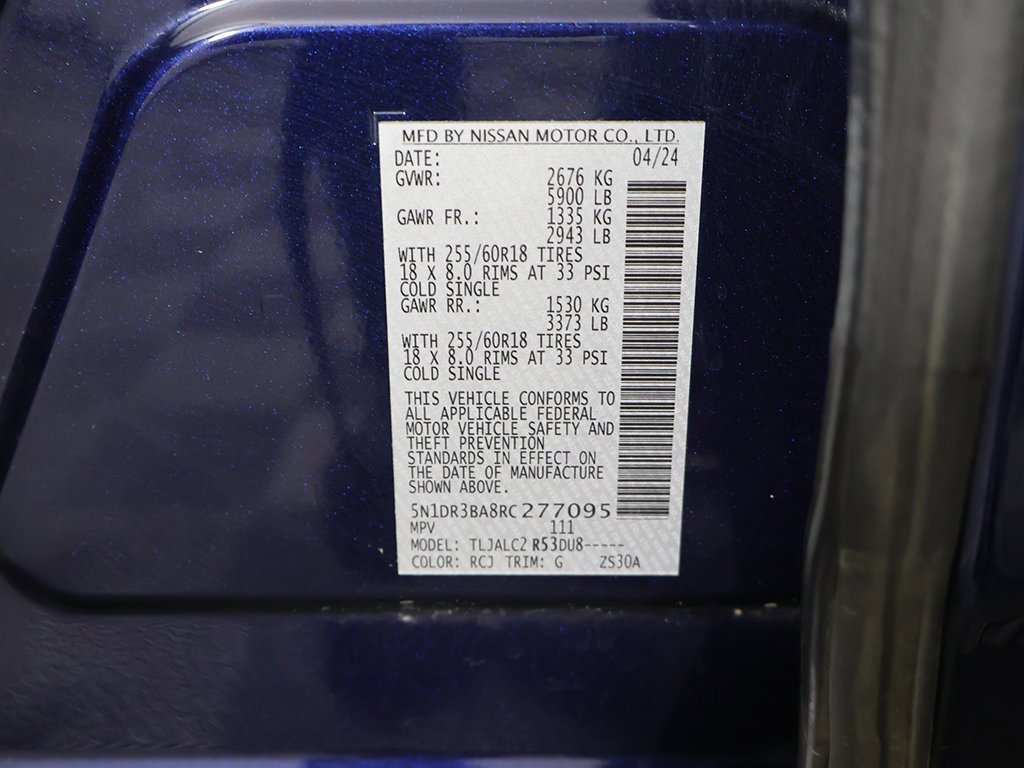 MFD BY NISSAN MOTOR CO., LTD.
DATE: 04/24
GVWR: 2676 KG
5900 LB
GAWR FR.: 1335 KG
2943 LB
WITH 255/60R18 TIRES
18 X 8.0 RIMS AT 33 PSI
COLD SINGLE
GAWR RR.: 1530 KG
3373 LB
WITH 255/60R18 TIRES
18 X 8.0 RIMS AT 33 PSI
COLD SINGLE
THIS VEHICLE CONFORMS TO
ALL APPLICABLE FEDERAL
MOTOR VEHICLE SAFETY AND
THEFT PREVENTION
STANDARDS IN EFFECT ON
THE DATE OF MANUFACTURE
SHOWN ABOVE.
5N1DR3BA8RC277095
MPV 111
MODEL: TLJALC2 R53DU8-----
COLOR: RCJ TRIM: G ZS30A